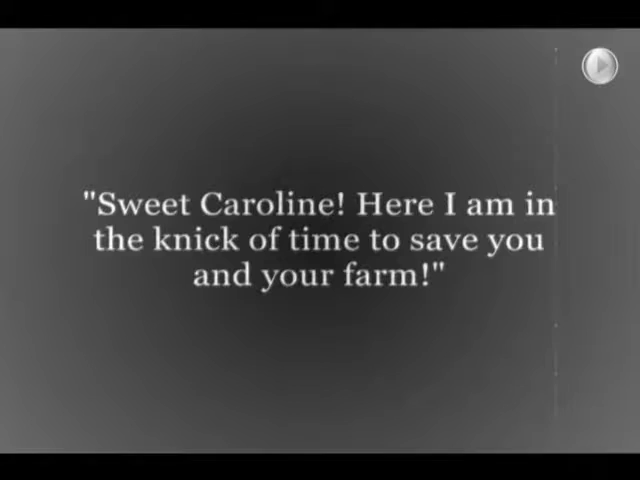 "Sweet Caroline! Here I am in
the knick of time to save you
and your farm!"